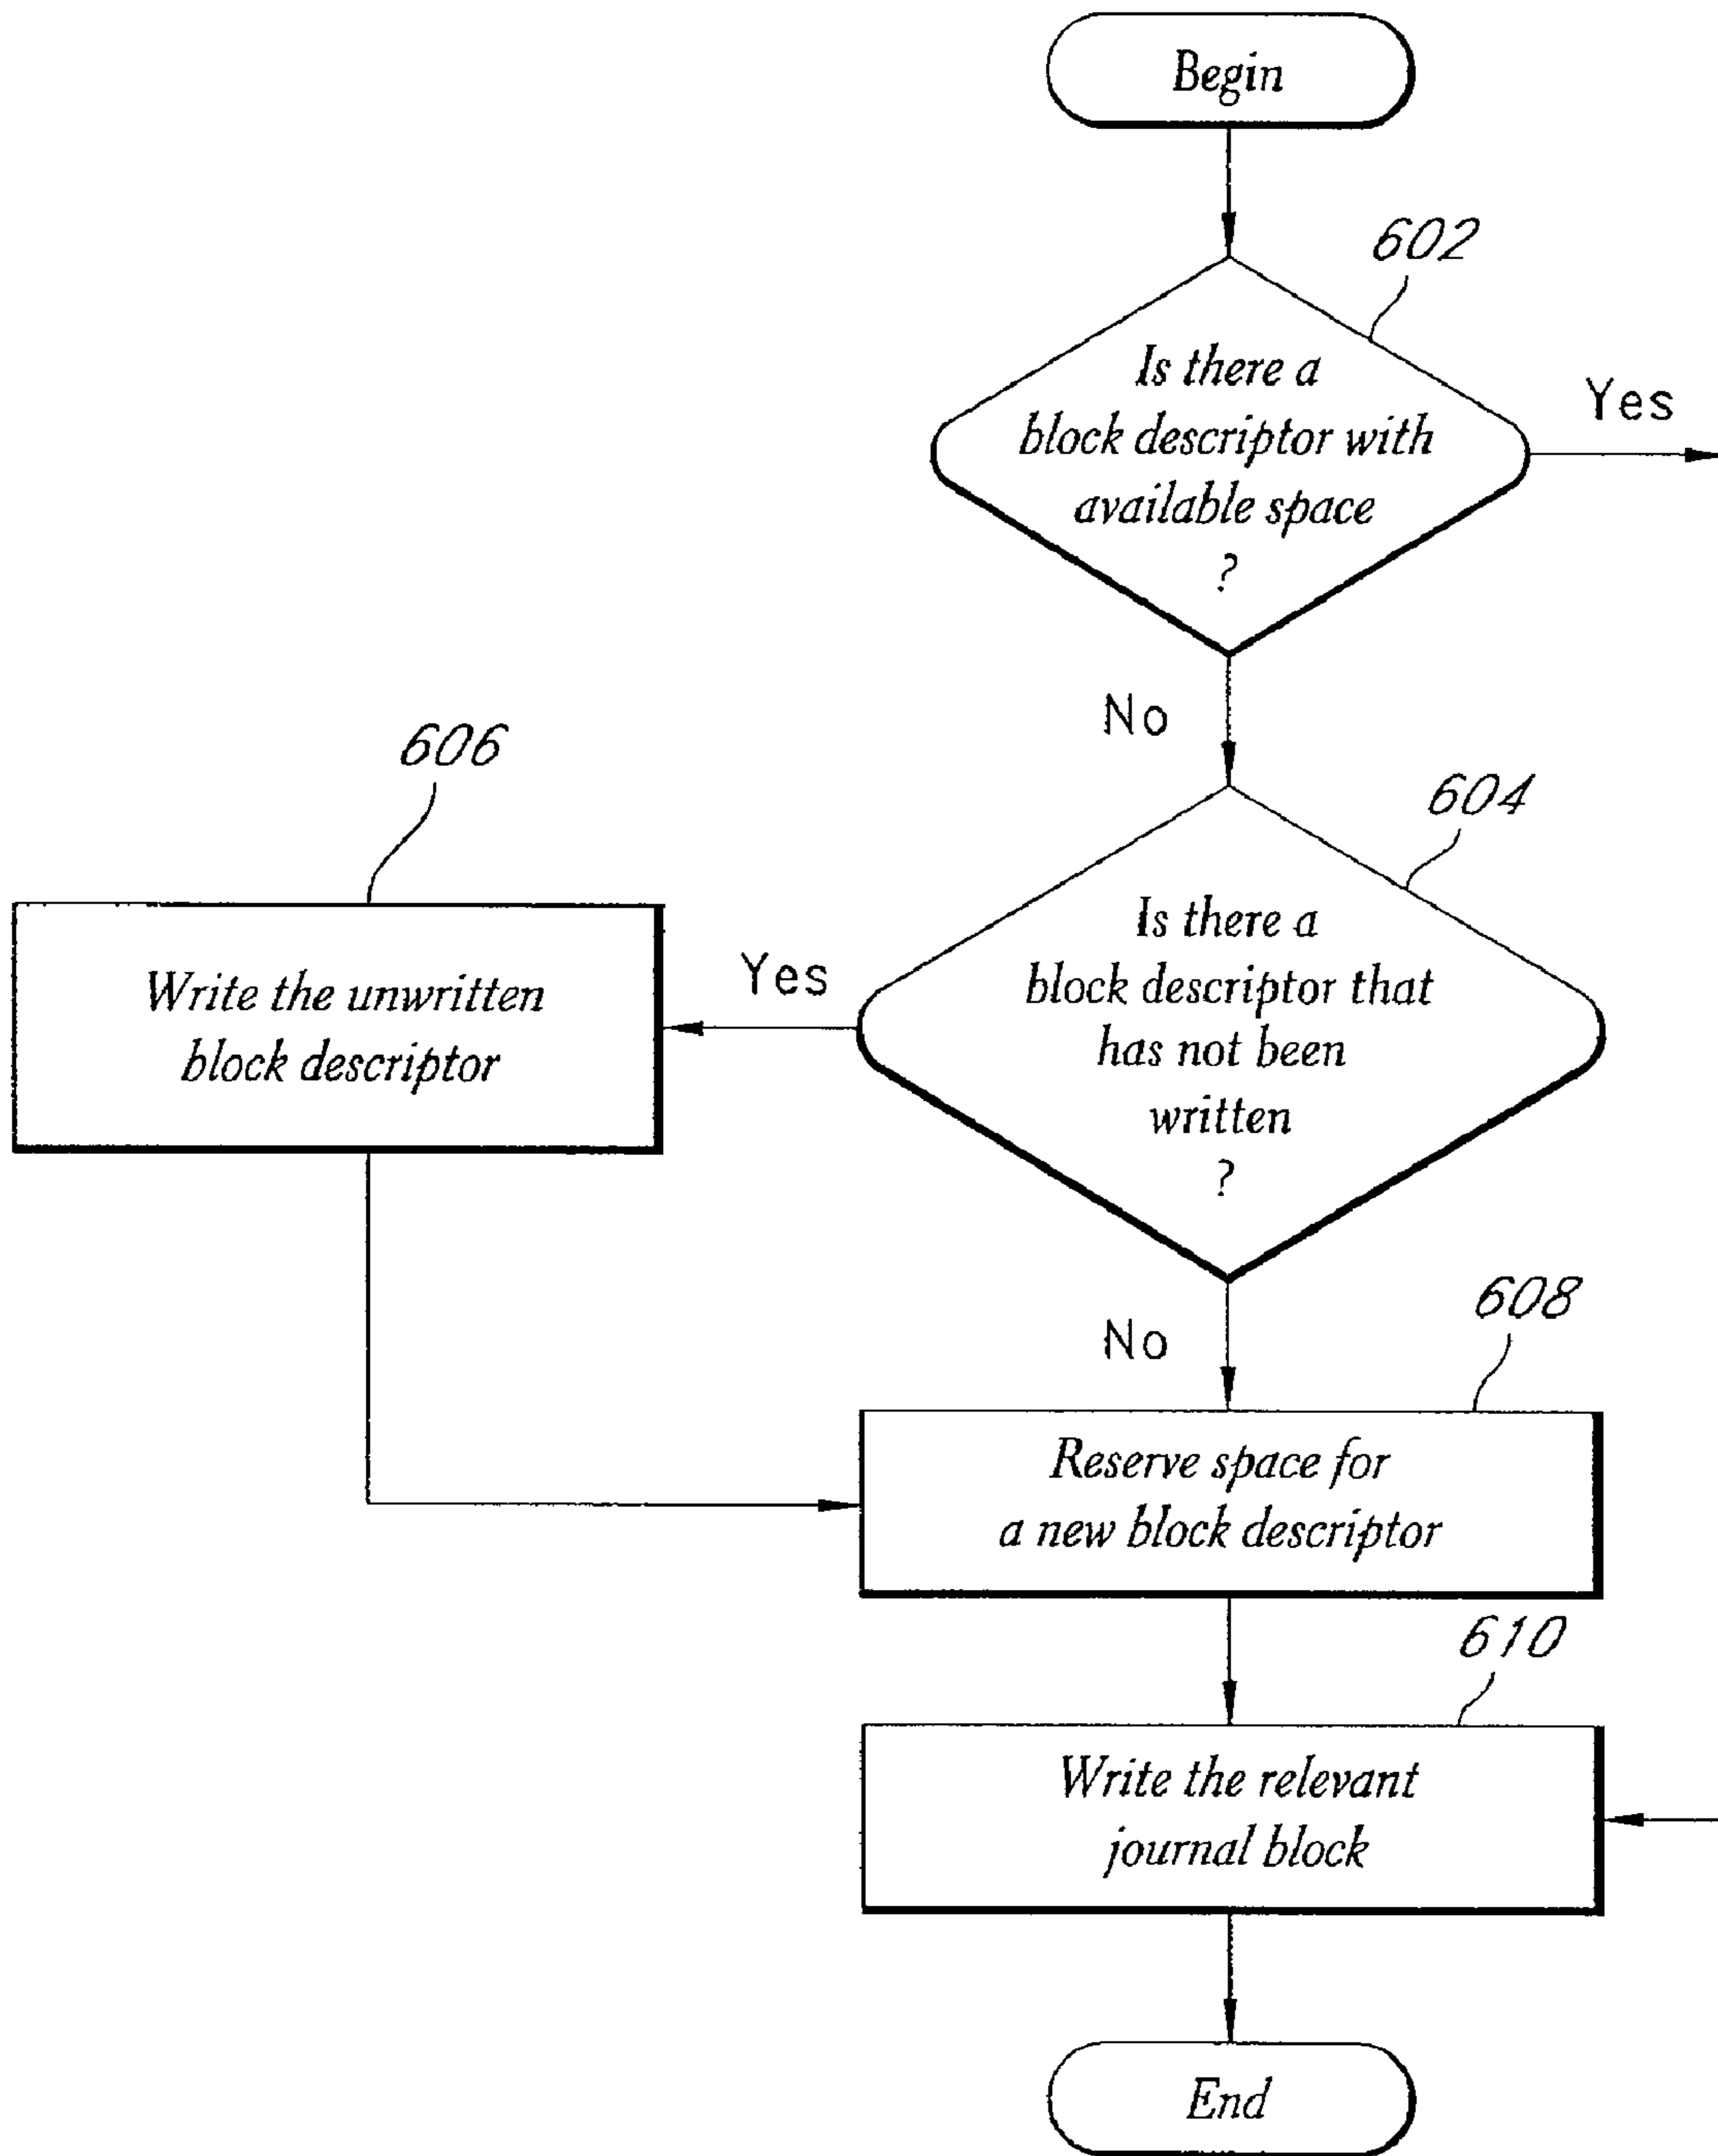 Begin
602
Is there a
block descriptor with
available space
?
Yes
No
606
604
Write the unwritten
block descriptor
Yes
Is there a
block descriptor that
has not been
written
?
No
608
Reserve space for
a new block descriptor
610
Write the relevant
journal block
End